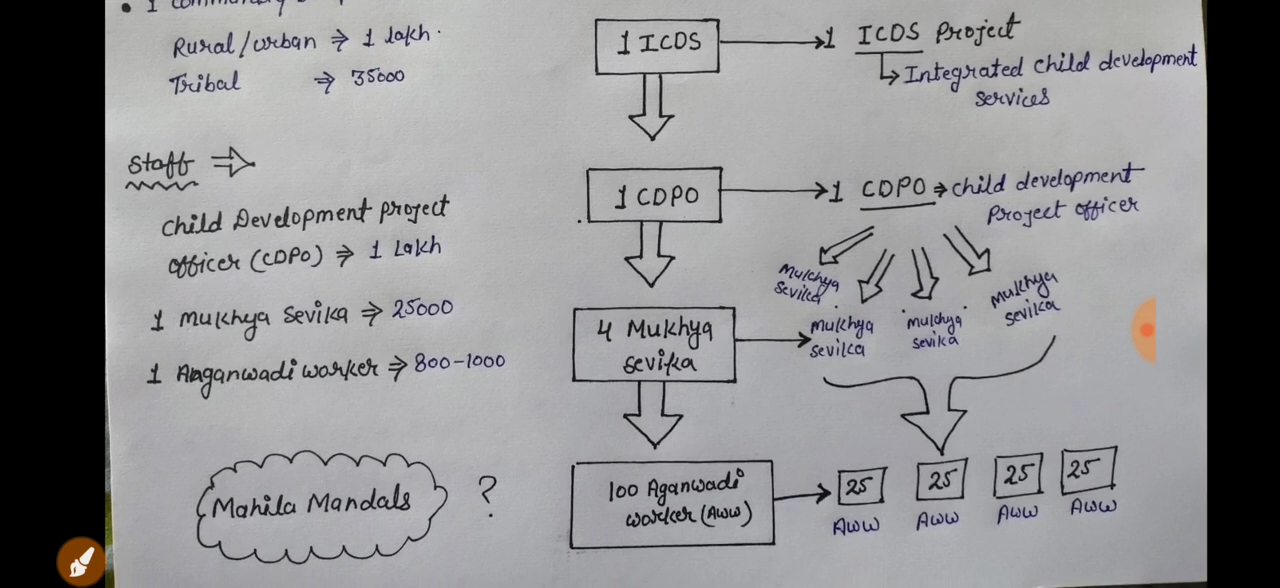 • 1
Rural/urban ⇒ 1 lakh.
Tribal ⇒ 35000
Staff ⇒
Child Development project
officer (CDPO) ⇒ 1 Lakh
1 Mukhya Sevika ⇒ 25000
1 Anganwadi worker ⇒ 800-1000
Mahila Mandals ?
1 ICDS
1 ICDS Project
Integrated child development
services
1 CDPO
1 CDPO ⇒ child development
Project officer
4 Mukhya
sevika
Mukhya
sevika
Mukhya
sevika
Mukhya
sevika
Mukhya
sevika
100 Aganwadi
worker (AWW)
25 25 25 25
AWW AWW AWW AWW